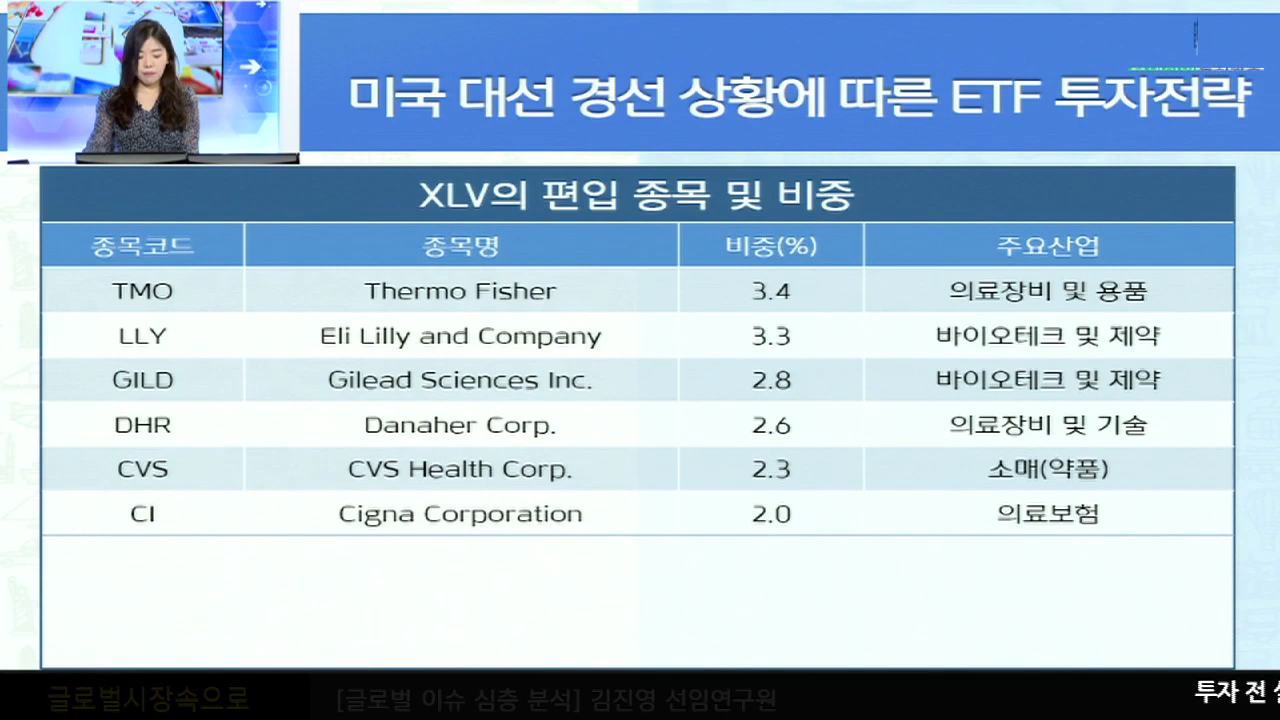 미국 대선 경선 상황에 따른 ETF 투자전략
XLV의 편입 종목 및 비중
종목코드 종목명 비중(%) 주요산업
TMO Thermo Fisher 3.4 의료장비 및 용품
LLY Eli Lilly and Company 3.3 바이오테크 및 제약
GILD Gilead Sciences Inc. 2.8 바이오테크 및 제약
DHR Danaher Corp. 2.6 의료장비 및 기술
CVS CVS Health Corp. 2.3 소매(약품)
CI Cigna Corporation 2.0 의료보험
글로벌시장속으로 [글로벌 이슈 심층 분석] 김진영 선임연구원
투자 전